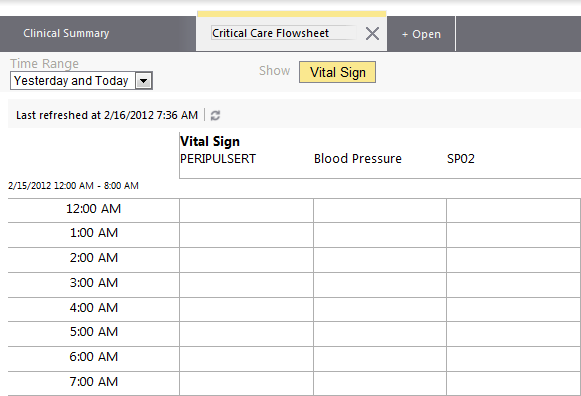 Clinical Summary
Critical Care Flowsheet
+ Open
Time Range
Yesterday and Today
Show
Vital Sign
Last refreshed at 2/16/2012 7:36 AM
Vital Sign
PERIPULSERT Blood Pressure SP02
2/15/2012 12:00 AM - 8:00 AM
12:00 AM
1:00 AM
2:00 AM
3:00 AM
4:00 AM
5:00 AM
6:00 AM
7:00 AM